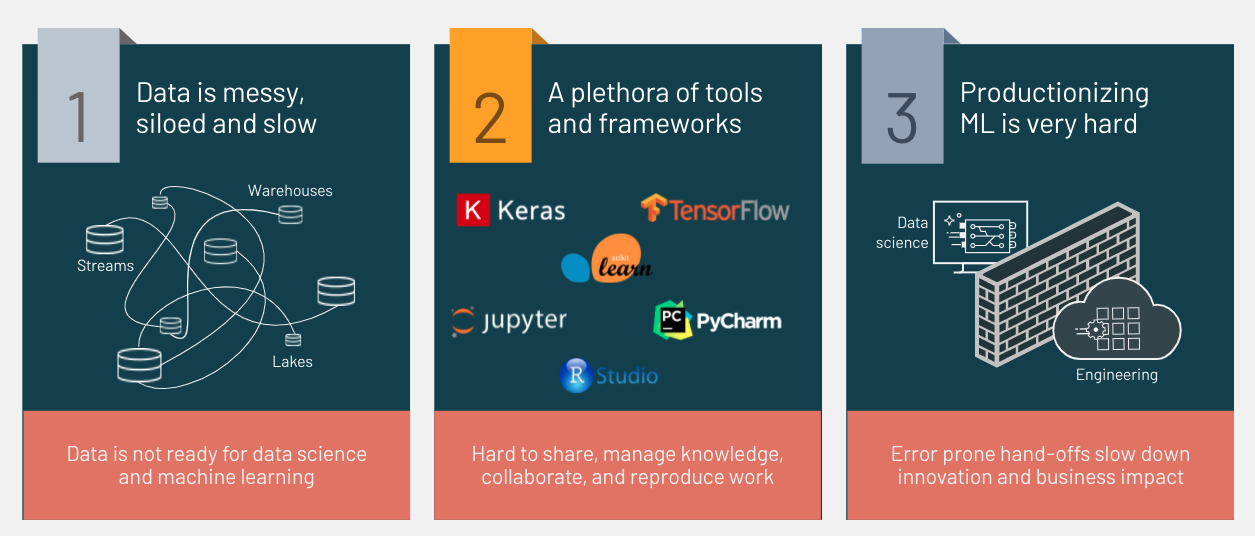 1
Data is messy,
siloed and slow
Warehouses
Streams
Lakes
Data is not ready for data science
and machine learning
2
A plethora of tools
and frameworks
K Keras
TensorFlow
scikit
learn
Jupyter
PC PyCharm
R Studio
Hard to share, manage knowledge,
collaborate, and reproduce work
3
Productionizing
ML is very hard
Data
science
Engineering
Error prone hand-offs slow down
innovation and business impact